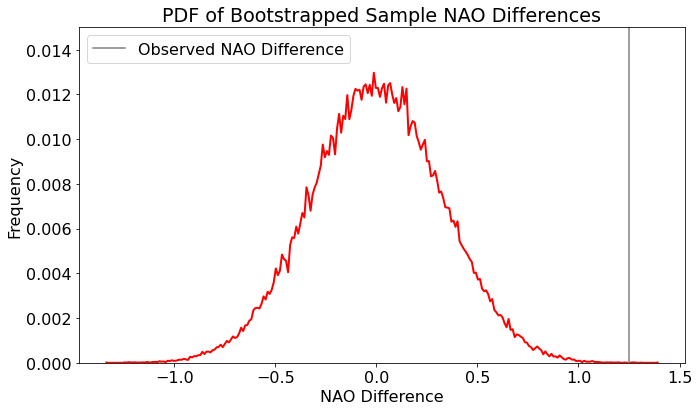 PDF of Bootstrapped Sample NAO Differences
Observed NAO Difference
Frequency
0.014
0.012
0.010
0.008
0.006
0.004
0.002
0.000
−1.0 −0.5 0.0 0.5 1.0 1.5
NAO Difference